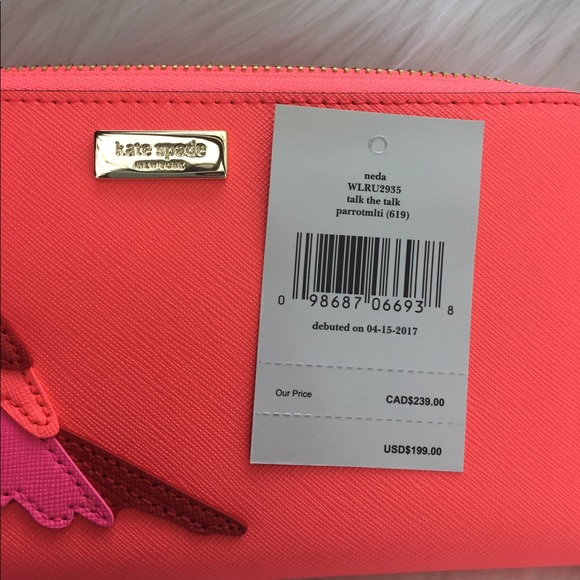 kate spade
NEW YORK
neda
WLRU2935
talk the talk
parrotmlti (619)
0 98687 06693 8
debuted on 04-15-2017
Our Price CAD$239.00
USD$199.00